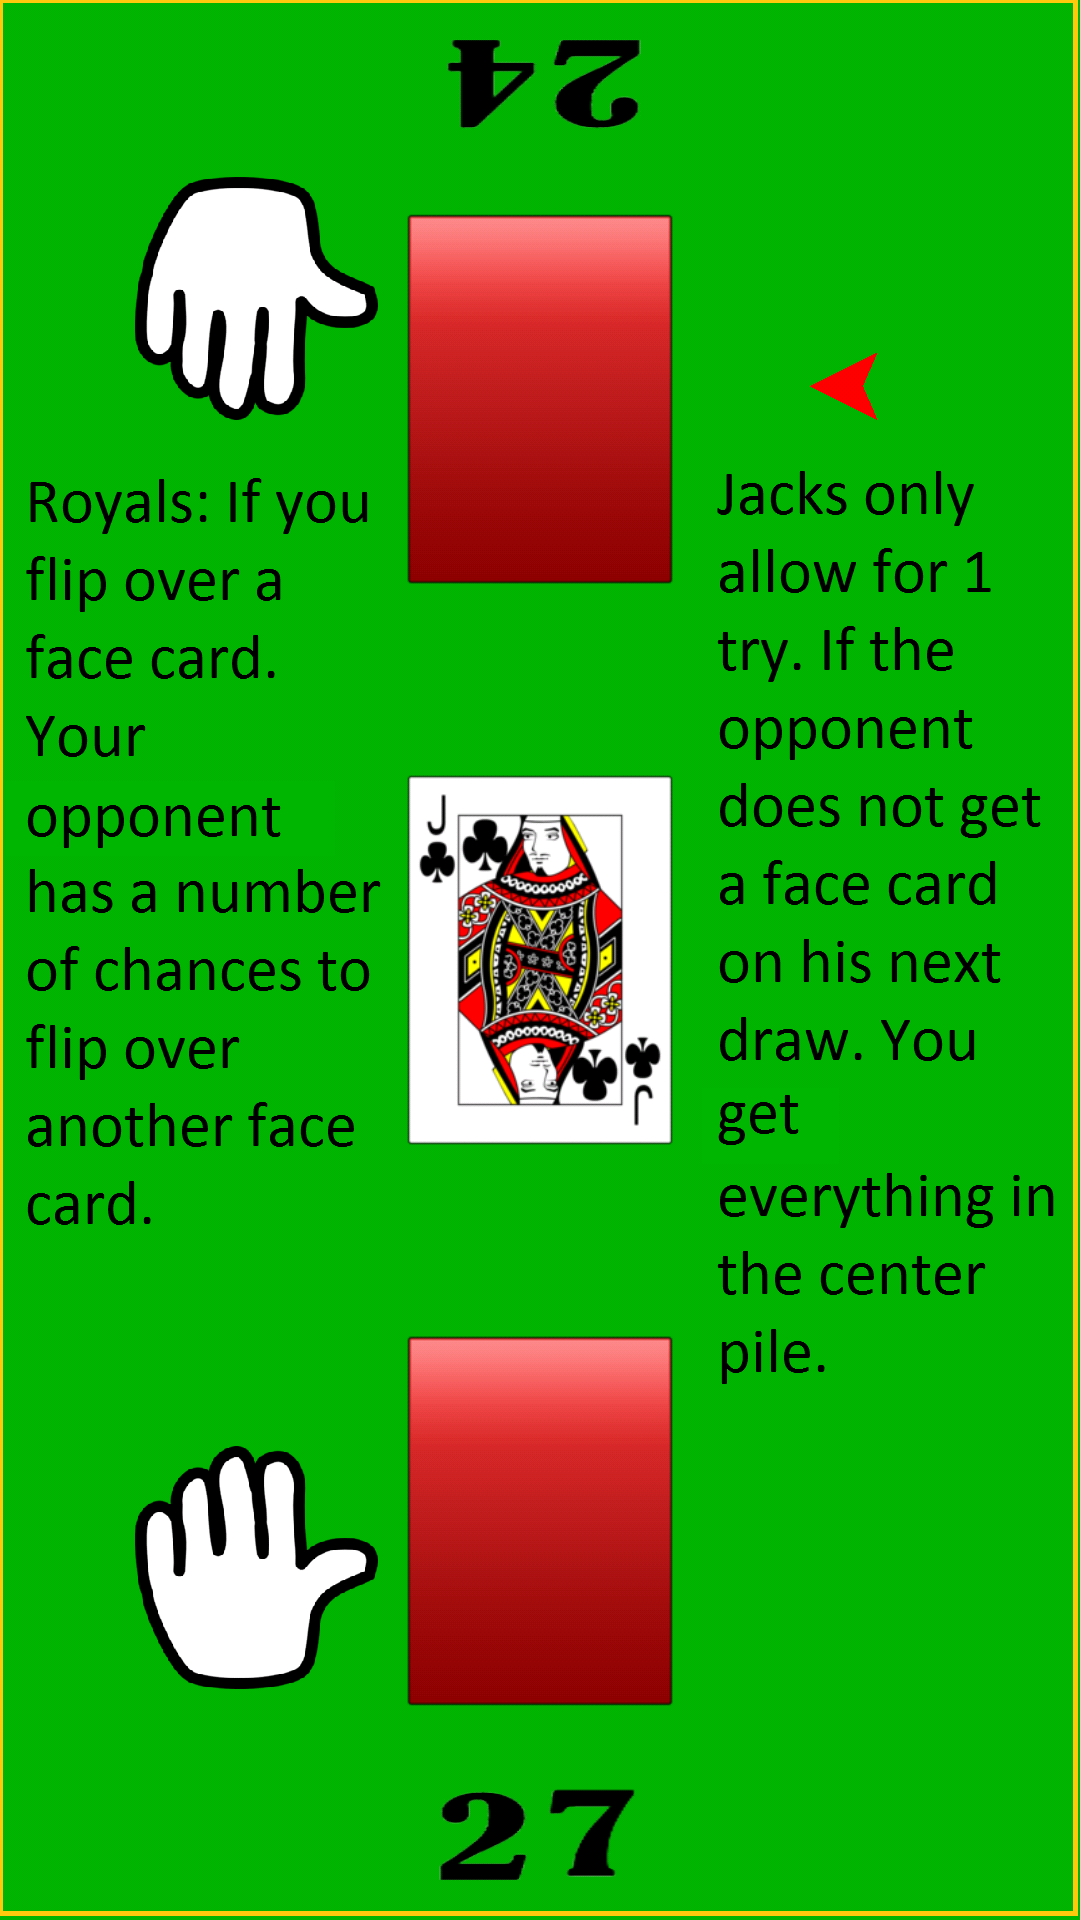 24
Royals: If you
flip over a
face card.
Your
opponent
has a number
of chances to
flip over
another face
card.
Jacks only
allow for 1
try. If the
opponent
does not get
a face card
on his next
draw. You
get
everything in
the center
pile.
J
J
27